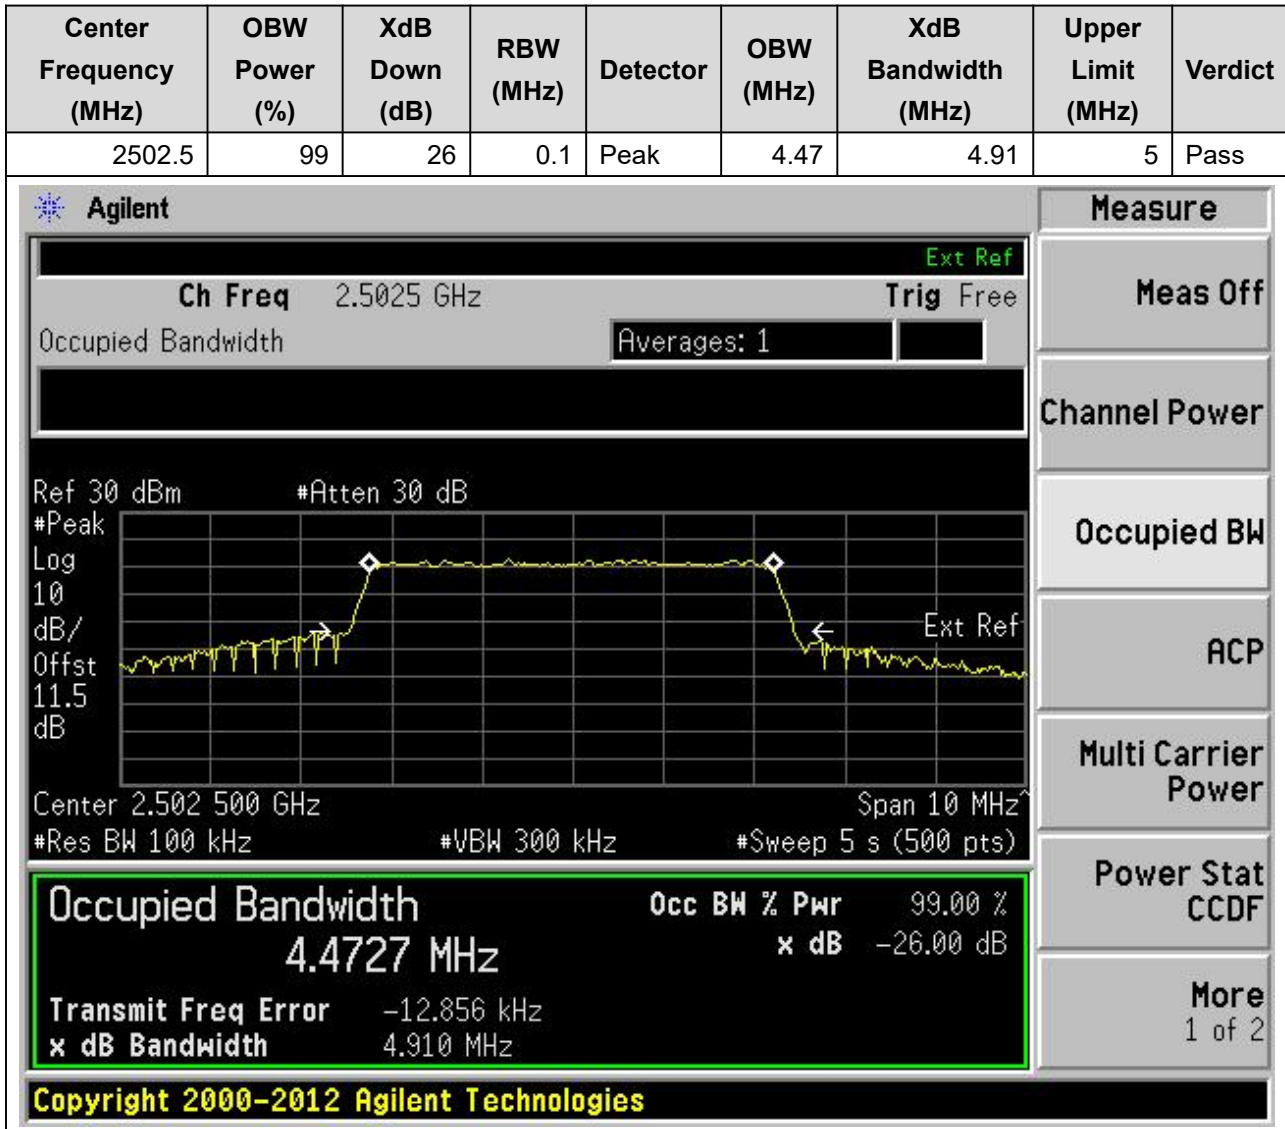 Center Frequency (MHz) OBW Power (%) XdB Down (dB) RBW (MHz) Detector OBW (MHz) XdB Bandwidth (MHz) Upper Limit (MHz) Verdict
2502.5 99 26 0.1 Peak 4.47 4.91 5 Pass
Agilent
Measure
Ext Ref
Ch Freq 2.5025 GHz Trig Free
Meas Off
Occupied Bandwidth Averages: 1
Channel Power
Ref 30 dBm #Atten 30 dB
#Peak
Log
10
dB/
Offst
11.5
dB
Ext Ref
Occupied BW
ACP
Multi Carrier
Power
Center 2.502 500 GHz Span 10 MHz^
#Res BW 100 kHz #VBW 300 kHz #Sweep 5 s (500 pts)
Power Stat
CCDF
Occupied Bandwidth Occ BW % Pwr 99.00 %
4.4727 MHz x dB -26.00 dB
Transmit Freq Error -12.856 kHz
x dB Bandwidth 4.910 MHz
More
1 of 2
Copyright 2000-2012 Agilent Technologies